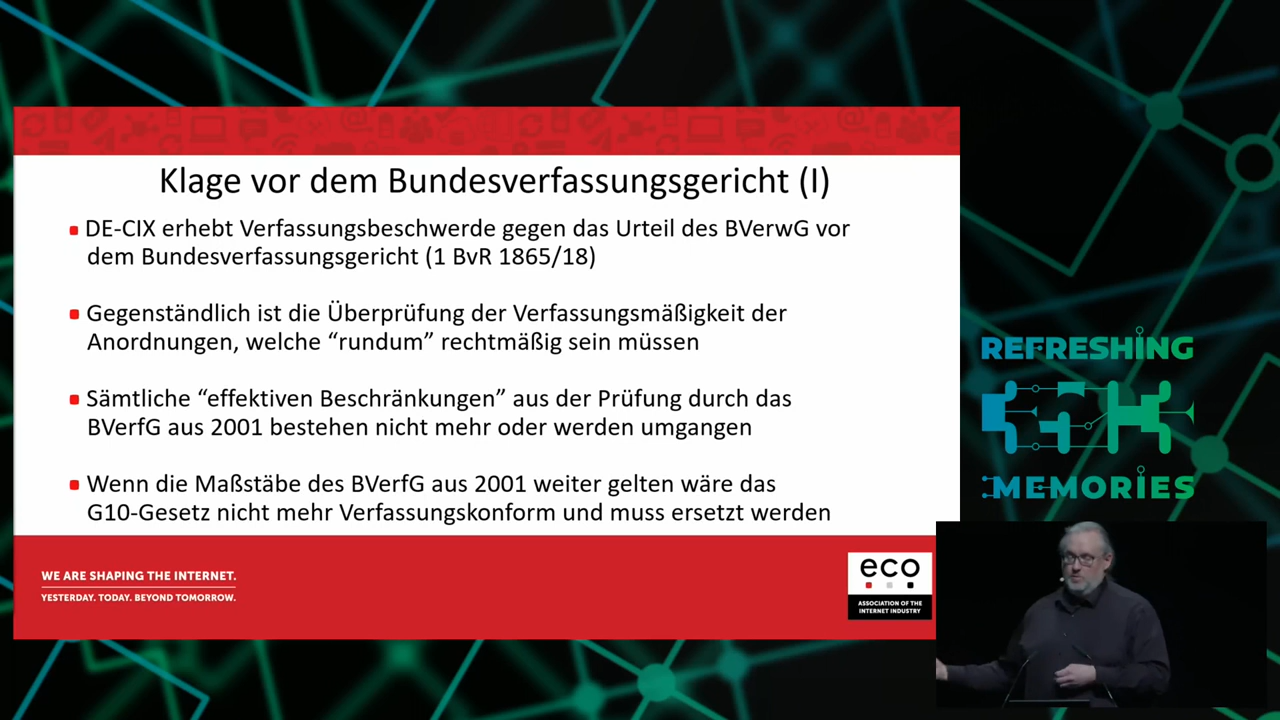 Klage vor dem Bundesverfassungsgericht (I)
DE-CIX erhebt Verfassungsbeschwerde gegen das Urteil des BVerwG vor
dem Bundesverfassungsgericht (1 BvR 1865/18)
Gegenständlich ist die Überprüfung der Verfassungsmäßigkeit der
Anordnungen, welche “rundum” rechtmäßig sein müssen
Sämtliche “effektiven Beschränkungen” aus der Prüfung durch das
BVerfG aus 2001 bestehen nicht mehr oder werden umgangen
Wenn die Maßstäbe des BVerfG aus 2001 weiter gelten wäre das
G10-Gesetz nicht mehr Verfassungskonform und muss ersetzt werden
WE ARE SHAPING THE INTERNET.
YESTERDAY. TODAY. BEYOND TOMORROW.
eco
ASSOCIATION OF THE
INTERNET INDUSTRY
REFRESHING
MEMORIES